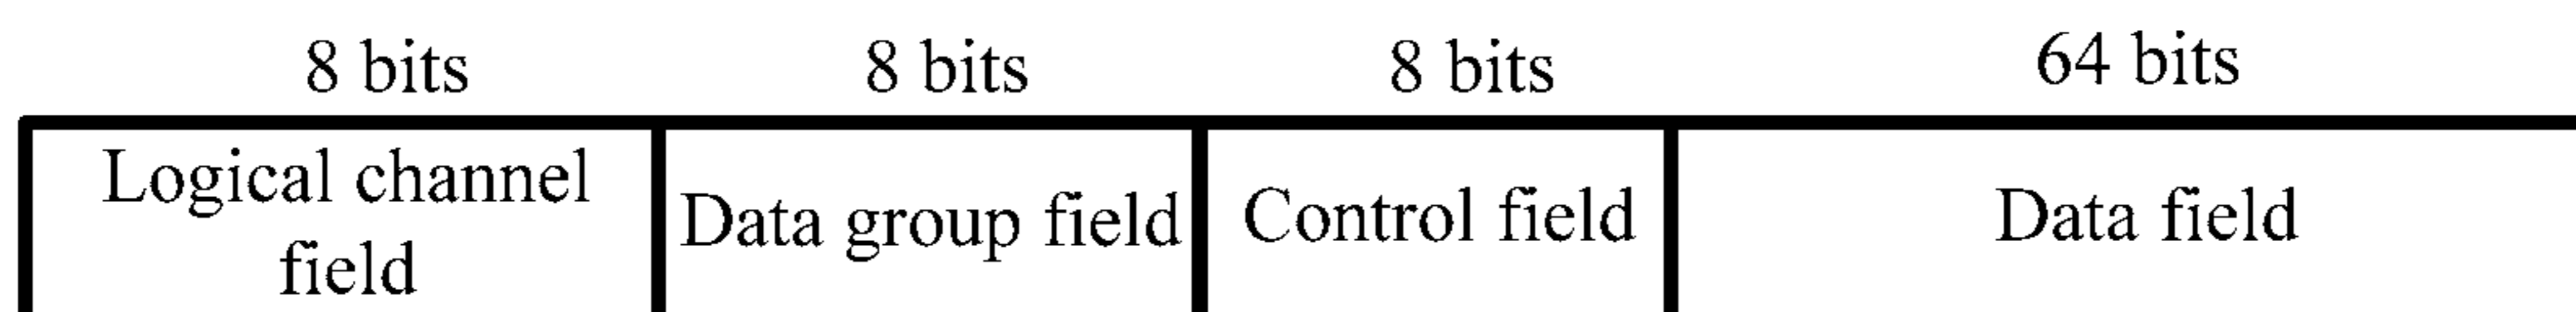 8 bits 8 bits 8 bits 64 bits
Logical channel
field
Data group field
Control field
Data field